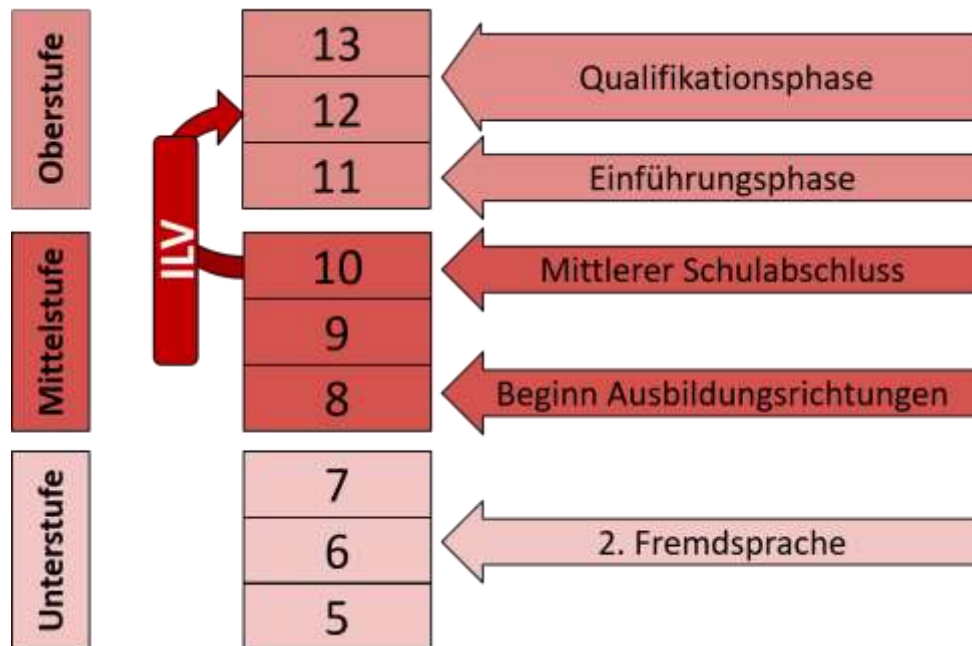 Oberstufe
13
12
11
Qualifikationsphase
Einführungsphase
ILV
Mittelstufe
10
9
8
Mittlerer Schulabschluss
Beginn Ausbildungsrichtungen
Unterstufe
7
6
5
2. Fremdsprache